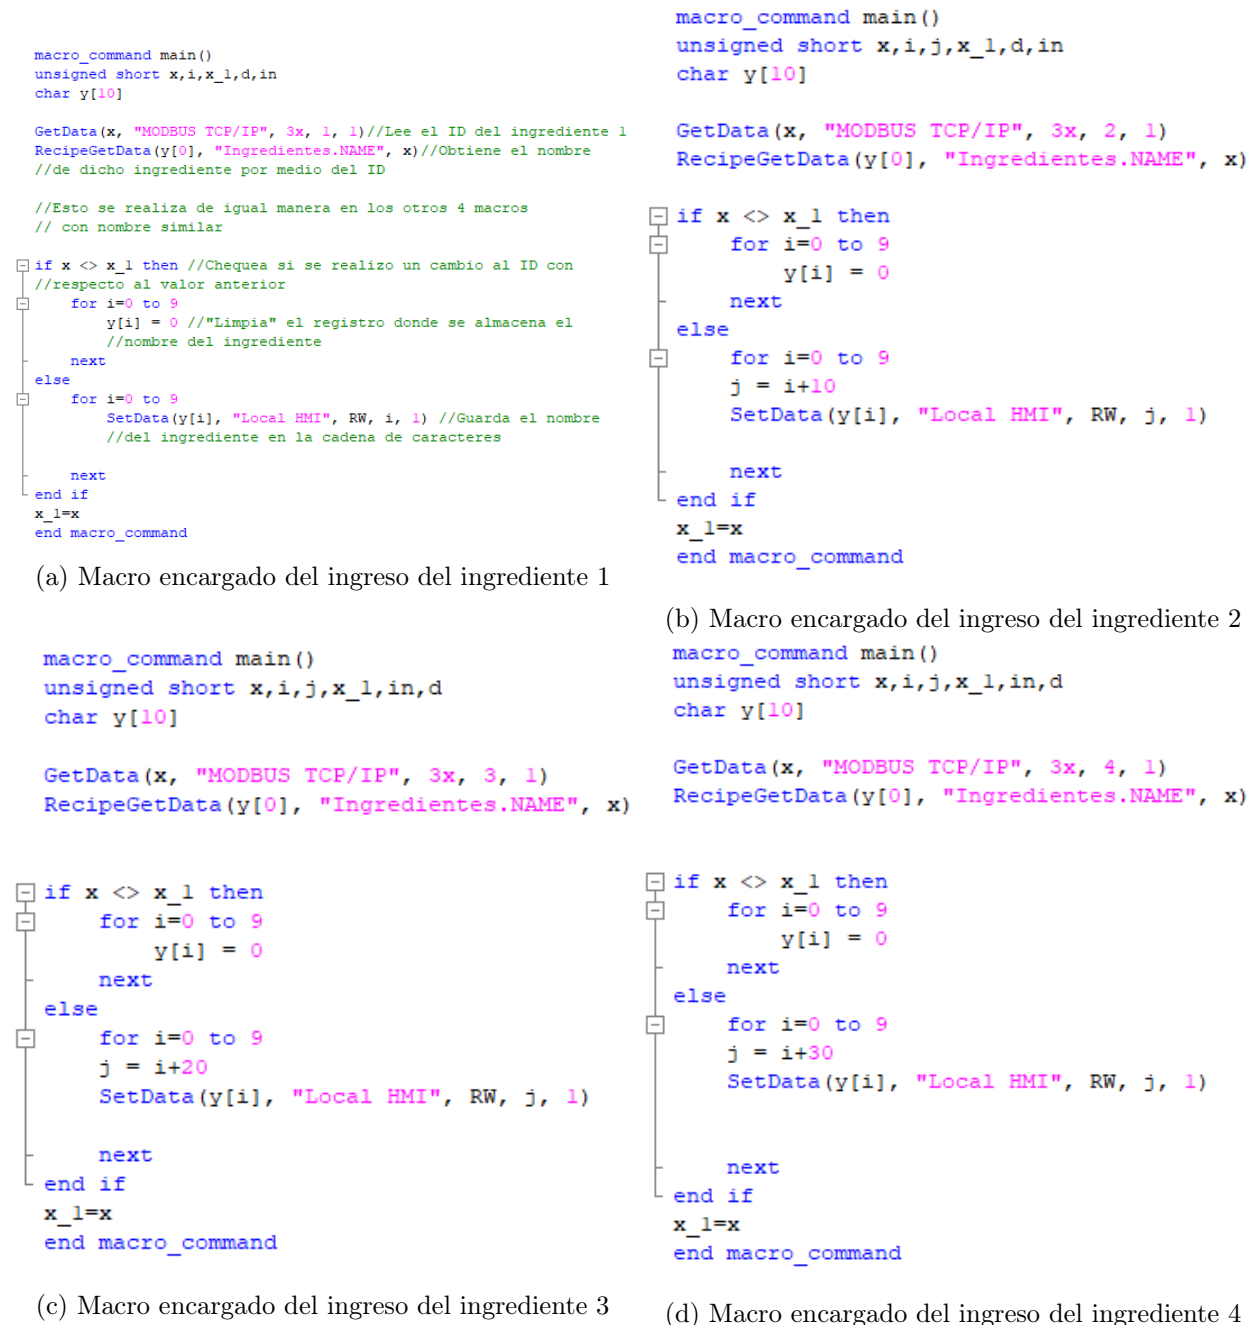 macro_command main()
unsigned short x,i,x_1,d,in
char y[10]
GetData(x, "MODBUS TCP/IP", 3x, 1, 1)//Lee el ID del ingrediente 1
RecipeGetData(y[0], "Ingredientes.NAME", x)//Obtiene el nombre
//de dicho ingrediente por medio del ID
//Esto se realiza de igual manera en los otros 4 macros
// con nombre similar
if x <> x_1 then //Chequea si se realizo un cambio al ID con
//respecto al valor anterior
for i=0 to 9
y[i] = 0 //"Limpia" el registro donde se almacena el
//nombre del ingrediente
next
else
for i=0 to 9
SetData(y[i], "Local HMI", RW, i, 1) //Guarda el nombre
//del ingrediente en la cadena de caracteres
next
end if
x_1=x
end macro_command
(a) Macro encargado del ingreso del ingrediente 1
macro_command main()
unsigned short x,i,j,x_1,d,in
char y[10]
GetData(x, "MODBUS TCP/IP", 3x, 2, 1)
RecipeGetData(y[0], "Ingredientes.NAME", x)
if x <> x_1 then
for i=0 to 9
y[i] = 0
next
else
for i=0 to 9
j = i+10
SetData(y[i], "Local HMI", RW, j, 1)
next
end if
x_1=x
end macro_command
(b) Macro encargado del ingreso del ingrediente 2
macro_command main()
unsigned short x,i,j,x_1,in,d
char y[10]
GetData(x, "MODBUS TCP/IP", 3x, 3, 1)
RecipeGetData(y[0], "Ingredientes.NAME", x)
if x <> x_1 then
for i=0 to 9
y[i] = 0
next
else
for i=0 to 9
j = i+20
SetData(y[i], "Local HMI", RW, j, 1)
next
end if
x_1=x
end macro_command
(c) Macro encargado del ingreso del ingrediente 3
macro_command main()
unsigned short x,i,j,x_1,in,d
char y[10]
GetData(x, "MODBUS TCP/IP", 3x, 4, 1)
RecipeGetData(y[0], "Ingredientes.NAME", x)
if x <> x_1 then
for i=0 to 9
y[i] = 0
next
else
for i=0 to 9
j = i+30
SetData(y[i], "Local HMI", RW, j, 1)
next
end if
x_1=x
end macro_command
(d) Macro encargado del ingreso del ingrediente 4